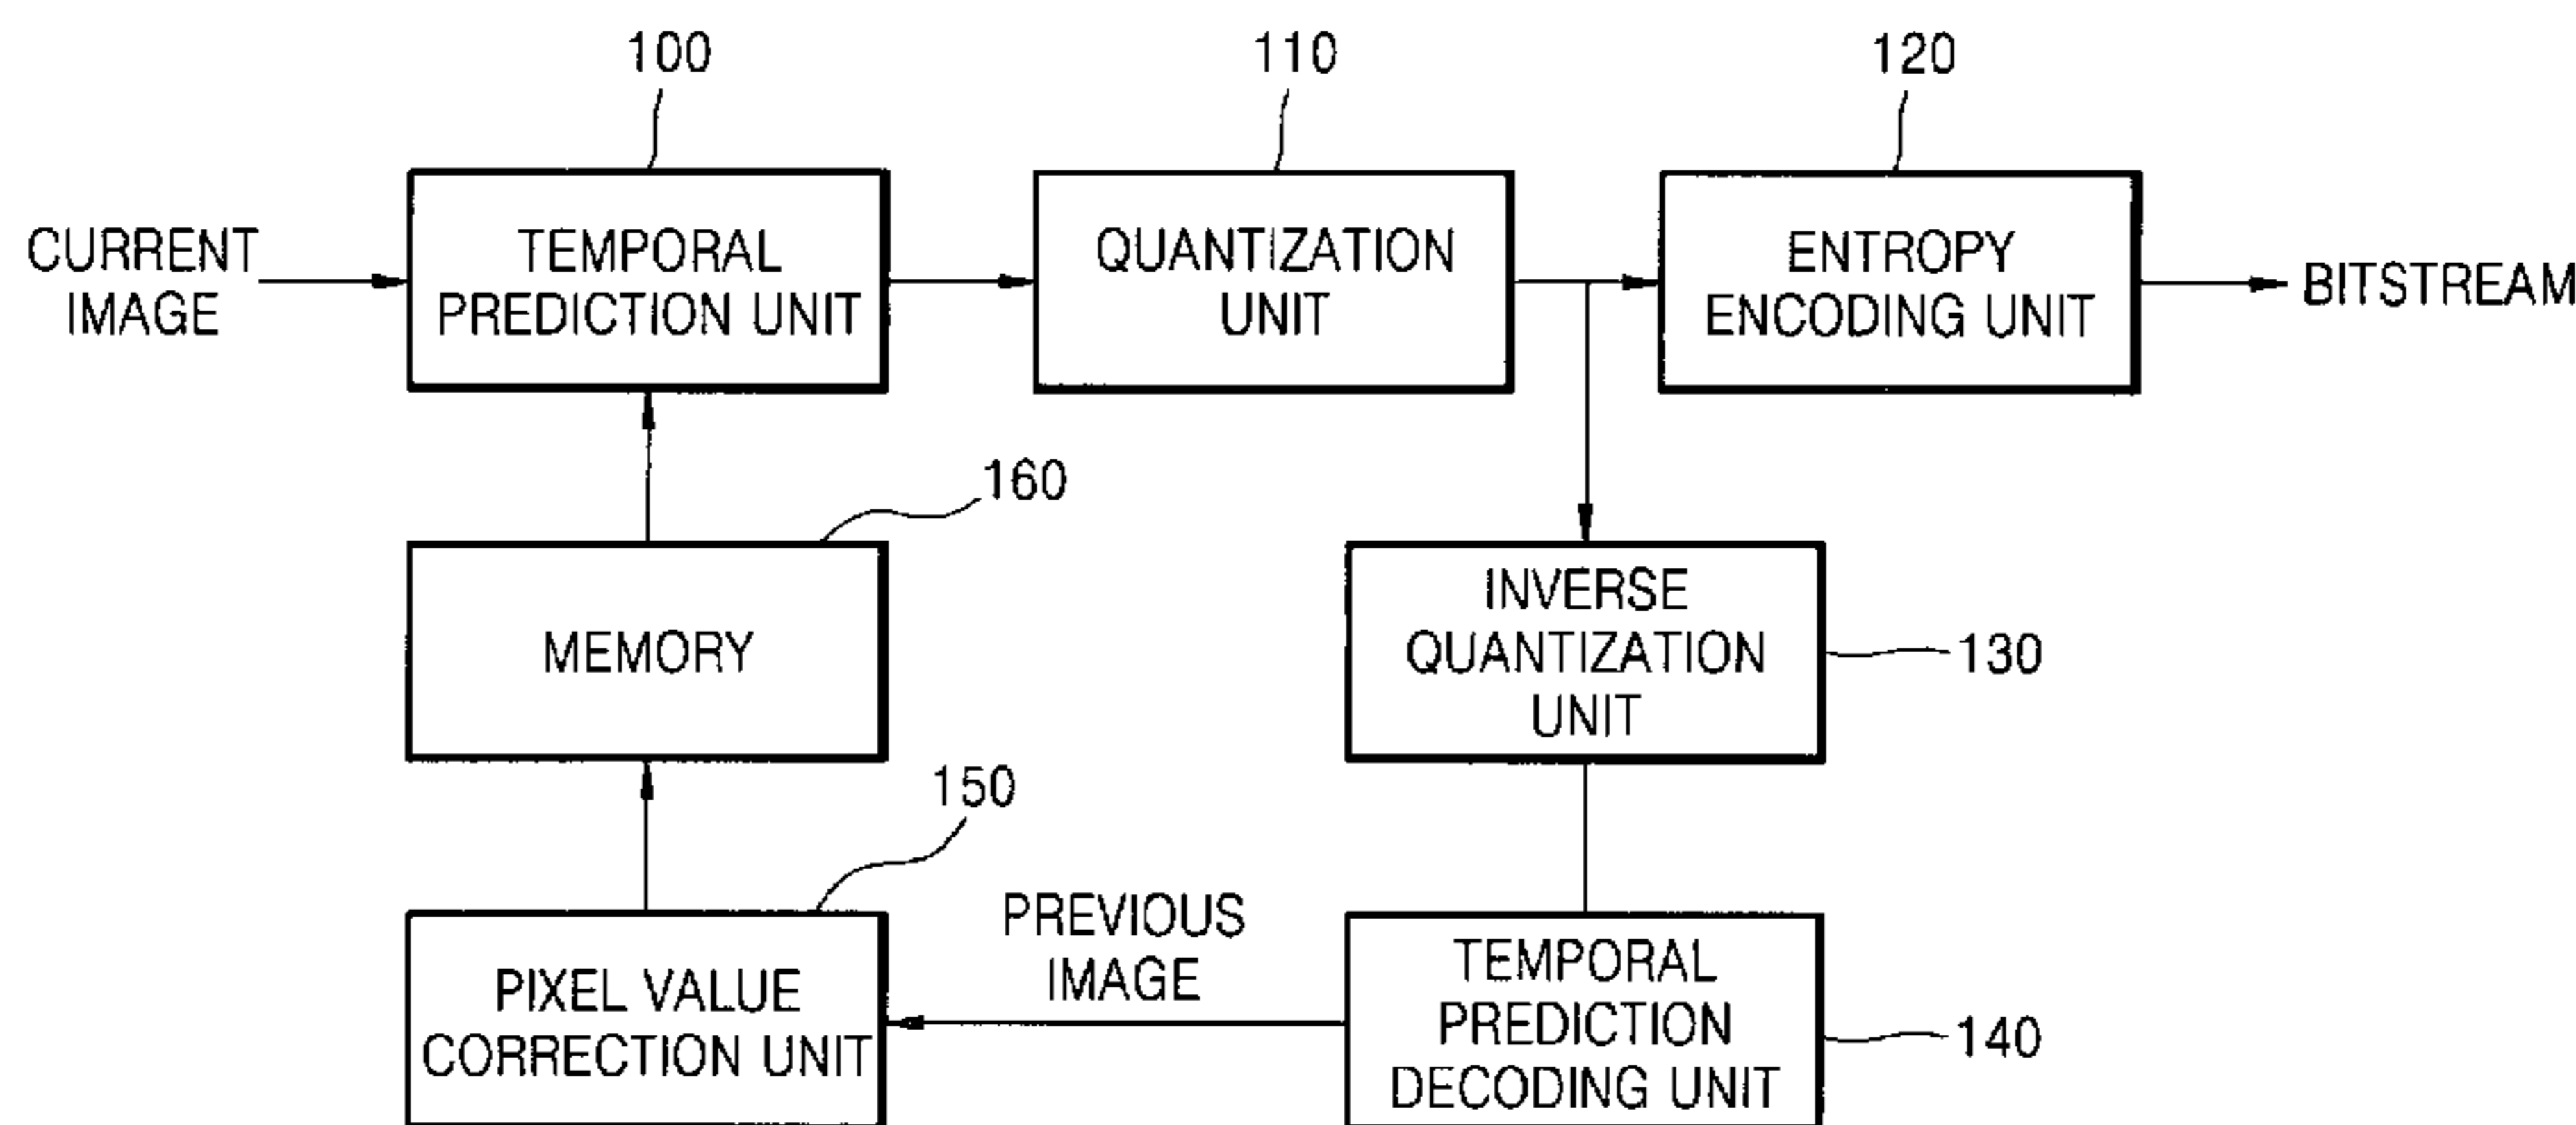 100
110
120
CURRENT
IMAGE
TEMPORAL
PREDICTION UNIT
QUANTIZATION
UNIT
ENTROPY
ENCODING UNIT
BITSTREAM
160
MEMORY
INVERSE
QUANTIZATION
UNIT
130
150
PIXEL VALUE
CORRECTION UNIT
PREVIOUS
IMAGE
TEMPORAL
PREDICTION
DECODING UNIT
140